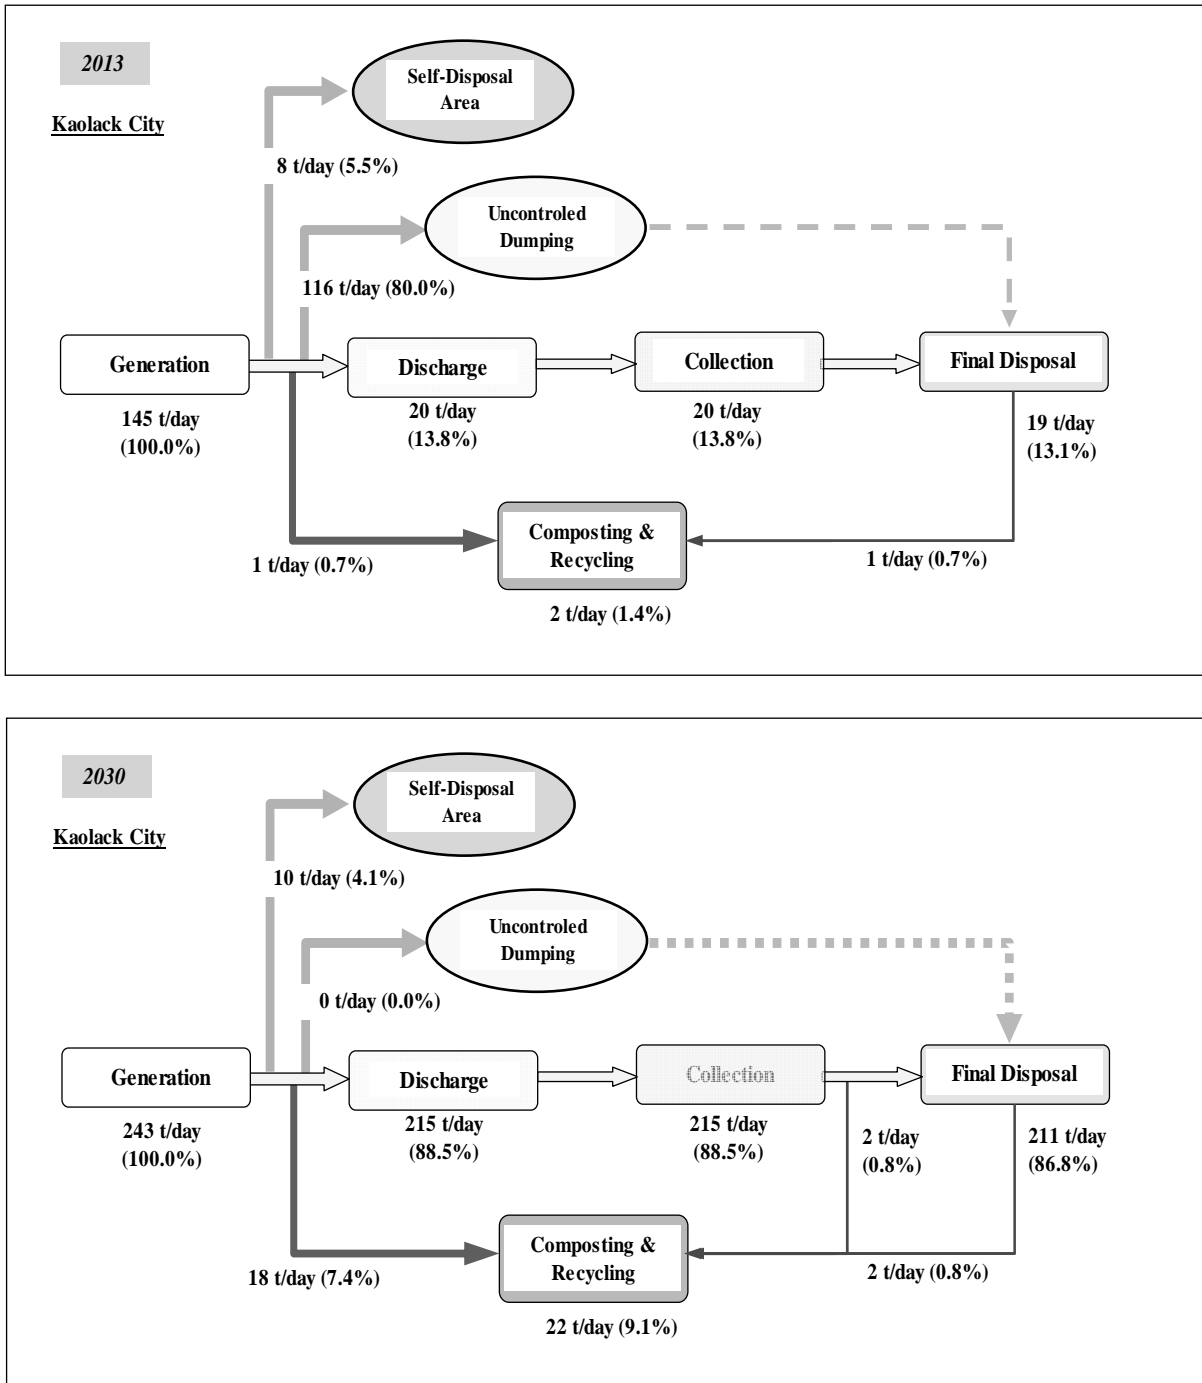 2013
Kaolack City
Self-Disposal
Area
8 t/day (5.5%)
Uncontroled
Dumping
116 t/day (80.0%)
Generation
145 t/day
(100.0%)
Discharge
20 t/day
(13.8%)
Collection
20 t/day
(13.8%)
Final Disposal
19 t/day
(13.1%)
Composting &
Recycling
1 t/day (0.7%)
1 t/day (0.7%)
2 t/day (1.4%)
2030
Kaolack City
Self-Disposal
Area
10 t/day (4.1%)
Uncontroled
Dumping
0 t/day (0.0%)
Generation
243 t/day
(100.0%)
Discharge
215 t/day
(88.5%)
Collection
215 t/day
(88.5%)
2 t/day
(0.8%)
Final Disposal
211 t/day
(86.8%)
Composting &
Recycling
18 t/day (7.4%)
2 t/day (0.8%)
22 t/day (9.1%)